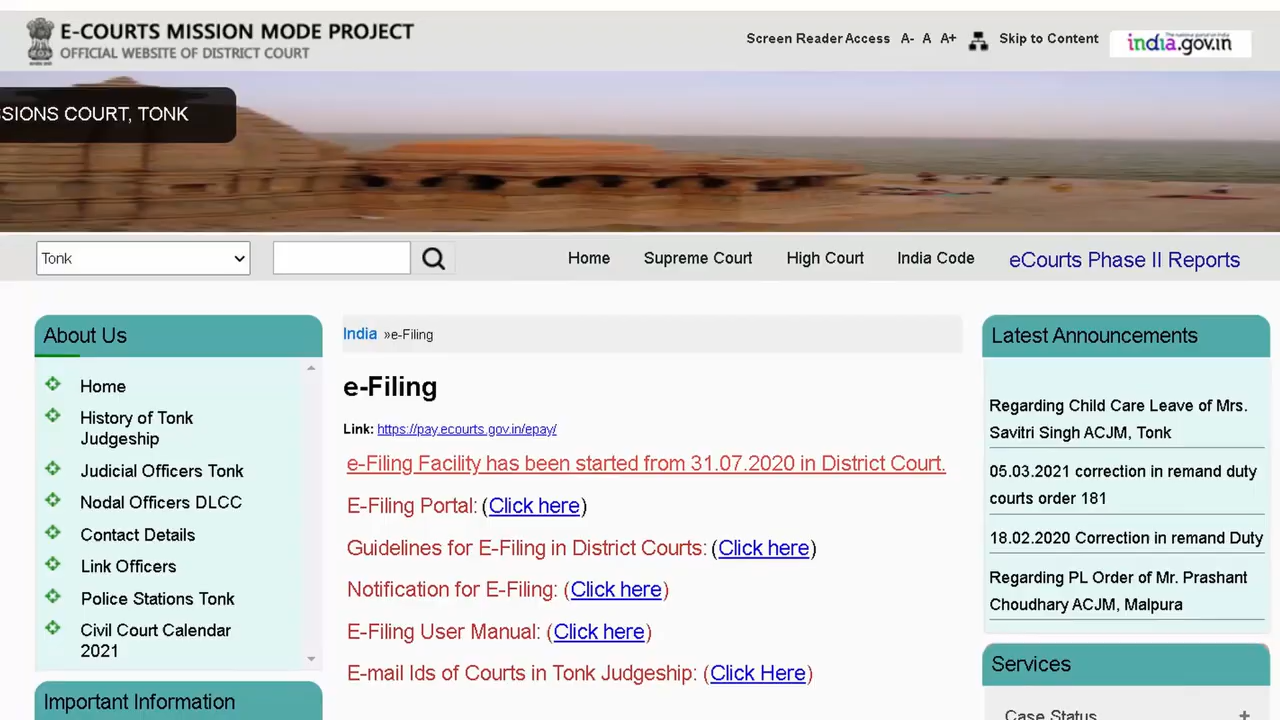 E-COURTS MISSION MODE PROJECT
OFFICIAL WEBSITE OF DISTRICT COURT
Screen Reader Access A- A A+ Skip to Content
india.gov.in
SSIONS COURT, TONK
Tonk
Home Supreme Court High Court India Code eCourts Phase II Reports
About Us
Home
History of Tonk
Judgeship
Judicial Officers Tonk
Nodal Officers DLCC
Contact Details
Link Officers
Police Stations Tonk
Civil Court Calendar
2021
Important Information
India »e-Filing
e-Filing
Link: https://pay.ecourts.gov.in/epay/
e-Filing Facility has been started from 31.07.2020 in District Court.
E-Filing Portal: (Click here)
Guidelines for E-Filing in District Courts: (Click here)
Notification for E-Filing: (Click here)
E-Filing User Manual: (Click here)
E-mail Ids of Courts in Tonk Judgeship: (Click Here)
Latest Announcements
Regarding Child Care Leave of Mrs.
Savitri Singh ACJM, Tonk
05.03.2021 correction in remand duty
courts order 181
18.02.2020 Correction in remand Duty
Regarding PL Order of Mr. Prashant
Choudhary ACJM, Malpura
Services
Case Status +